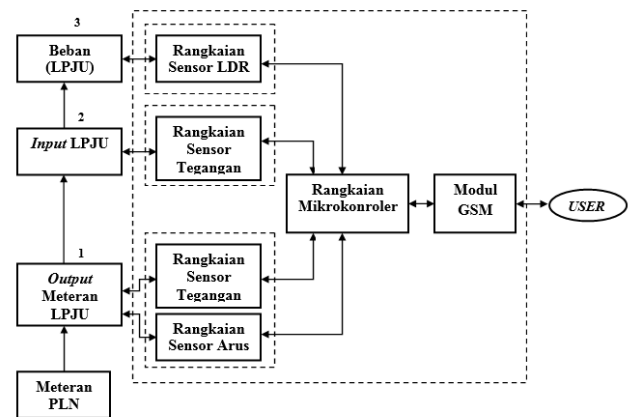 3
Beban
(LPJU)
Rangkaian
Sensor LDR
2
Input LPJU
Rangkaian
Sensor
Tegangan
Rangkaian
Mikrokonroler
Modul
GSM
USER
1
Output
Meteran
LPJU
Rangkaian
Sensor
Tegangan
Rangkaian
Sensor Arus
Meteran
PLN